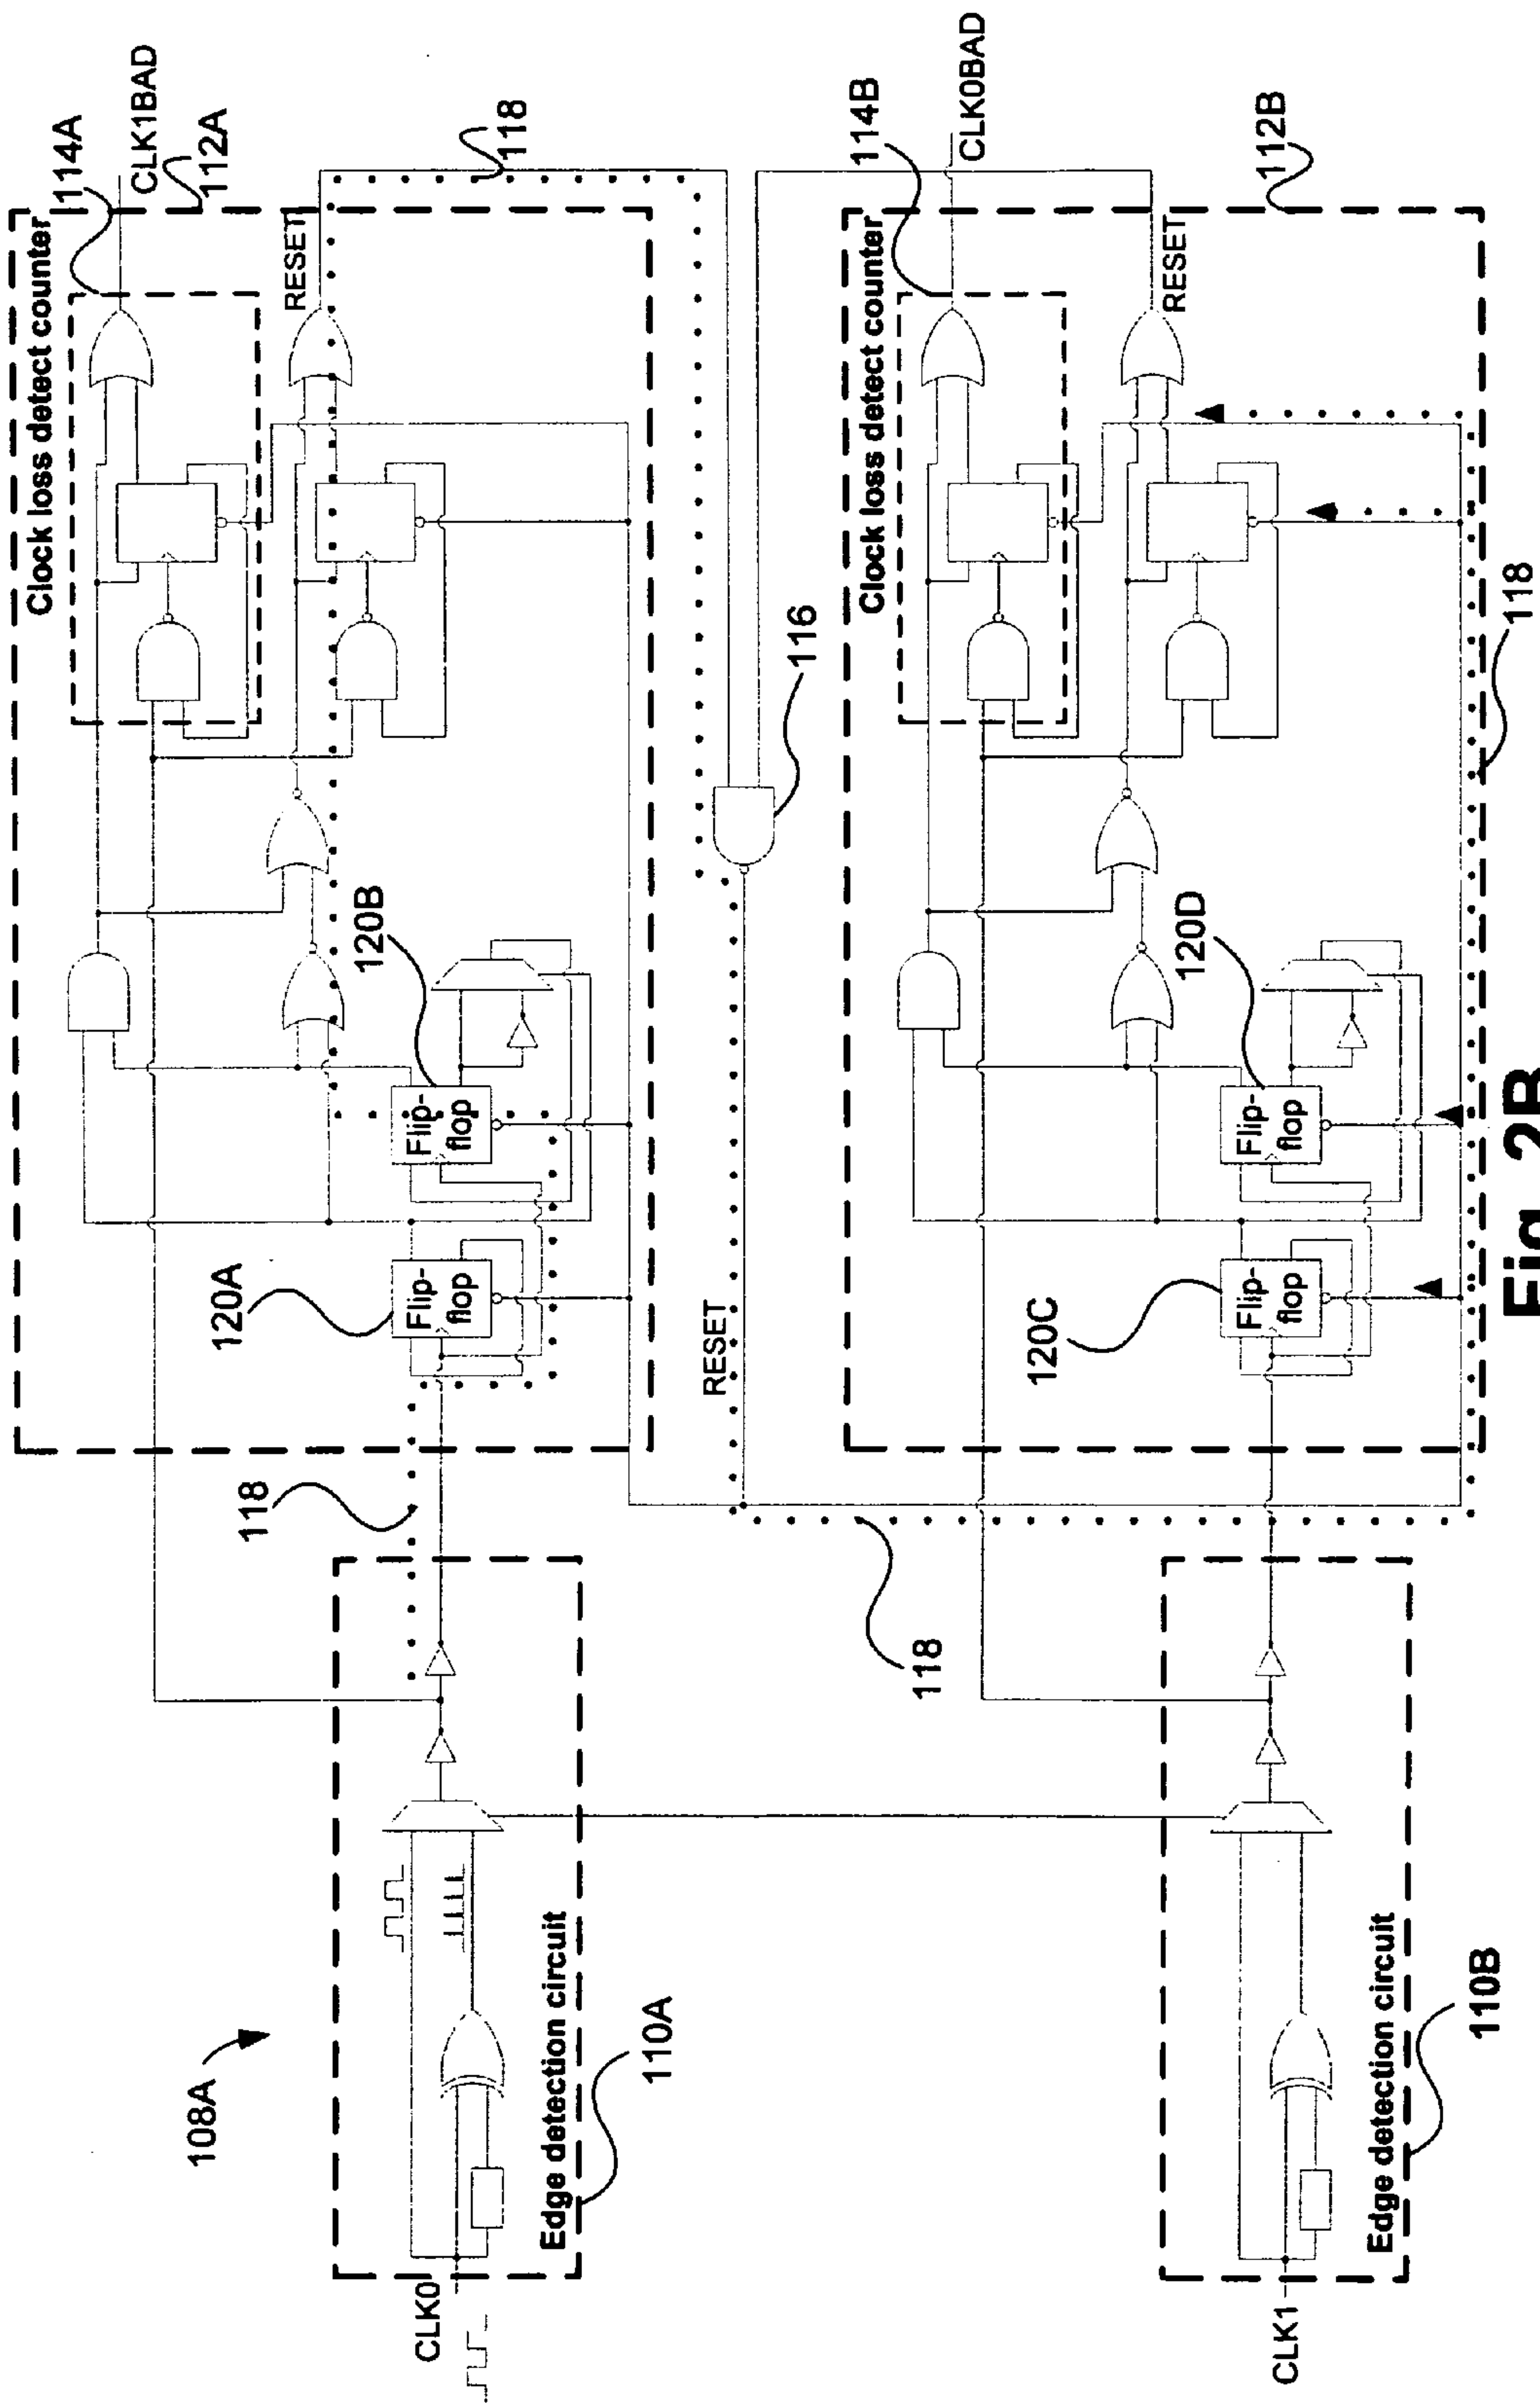 108A
CLK0
Edge detection circuit
110A
118
120A
120B
Clock loss detect counter
114A
CLK1BAD
112A
RESET
118
RESET
116
118
CLK1
Edge detection circuit
110B
120C
120D
Clock loss detect counter
114B
CLK0BAD
RESET
112B
118
Flip-
flop
Flip-
flop
Flip-
flop
Flip-
flop
Fig. 2B